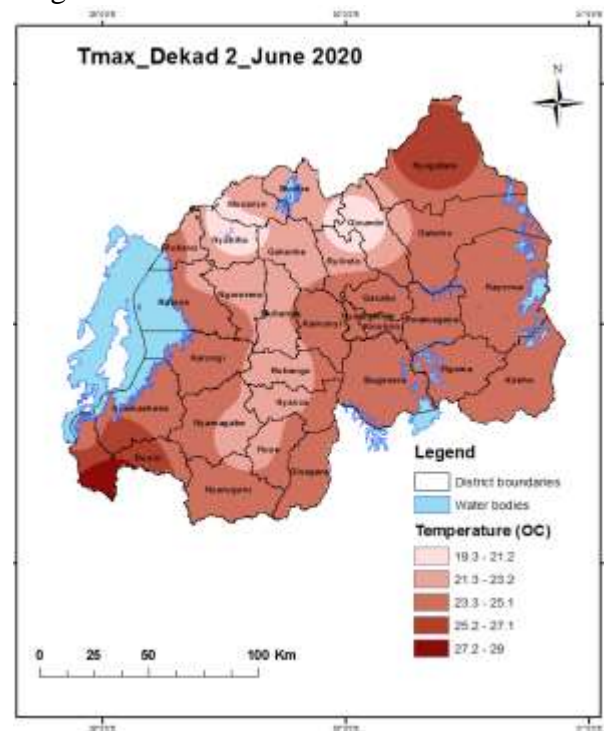 Tmax_Dekad 2_June 2020
N
Nyagatare
Burera
Musanze
Gicumbi
Nyabihu
Gatsibo
Gakenke
Rubavu
Rulindo
Kayonza
Rutsiro
Ngororero
Gasabo
Muhanga
Kamonyi
Rwamagana
Karongi
Ruhango
Ngoma
Bugesera
Kirehe
Nyanza
Nyamasheke
Nyamagabe
Huye
Rusizi
Gisagara
Nyaruguru
Legend
District boundaries
Water bodies
Temperature (OC)
19.3 - 21.2
21.3 - 23.2
23.3 - 25.1
25.2 - 27.1
27.2 - 29
0 25 50 100 Km